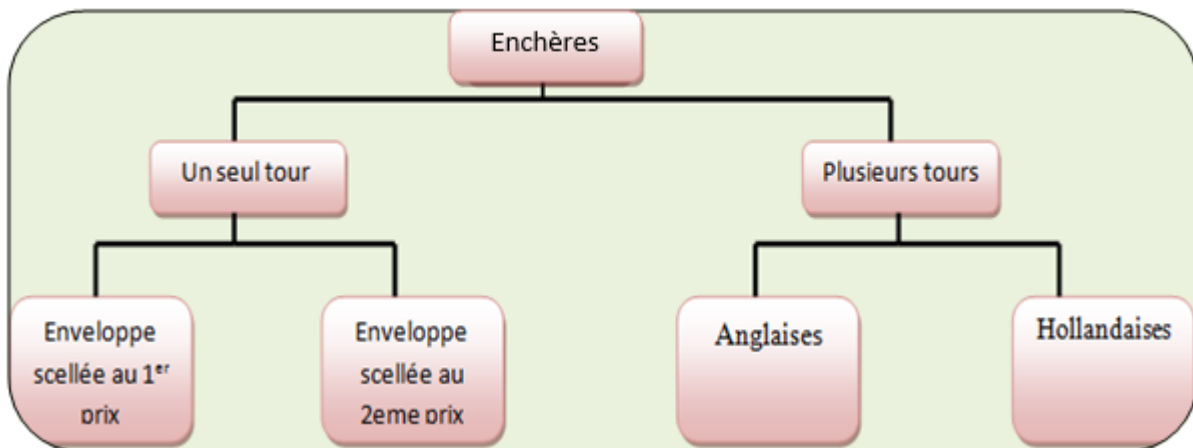 Enchères
Un seul tour
Plusieurs tours
Enveloppe
scellée au 1er
prix
Enveloppe
scellée au
2eme prix
Anglaises
Hollandaises